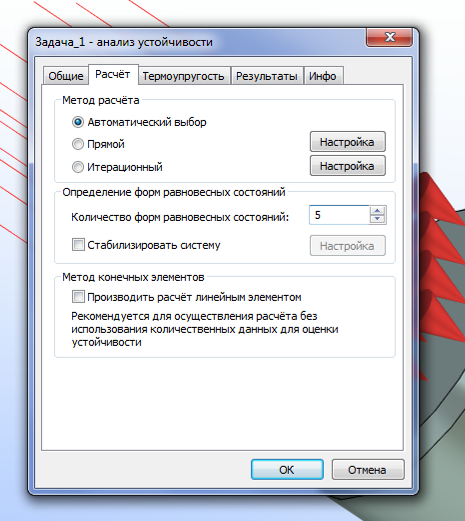 Задача_1 - анализ устойчивости
Общие Расчёт Термоупругость Результаты Инфо
Метод расчёта
Автоматический выбор
Прямой Настройка
Итерационный Настройка
Определение форм равновесных состояний
Количество форм равновесных состояний: 5
Стабилизировать систему Настройка
Метод конечных элементов
Производить расчёт линейным элементом
Рекомендуется для осуществления расчёта без
использования количественных данных для оценки
устойчивости
OK Отмена